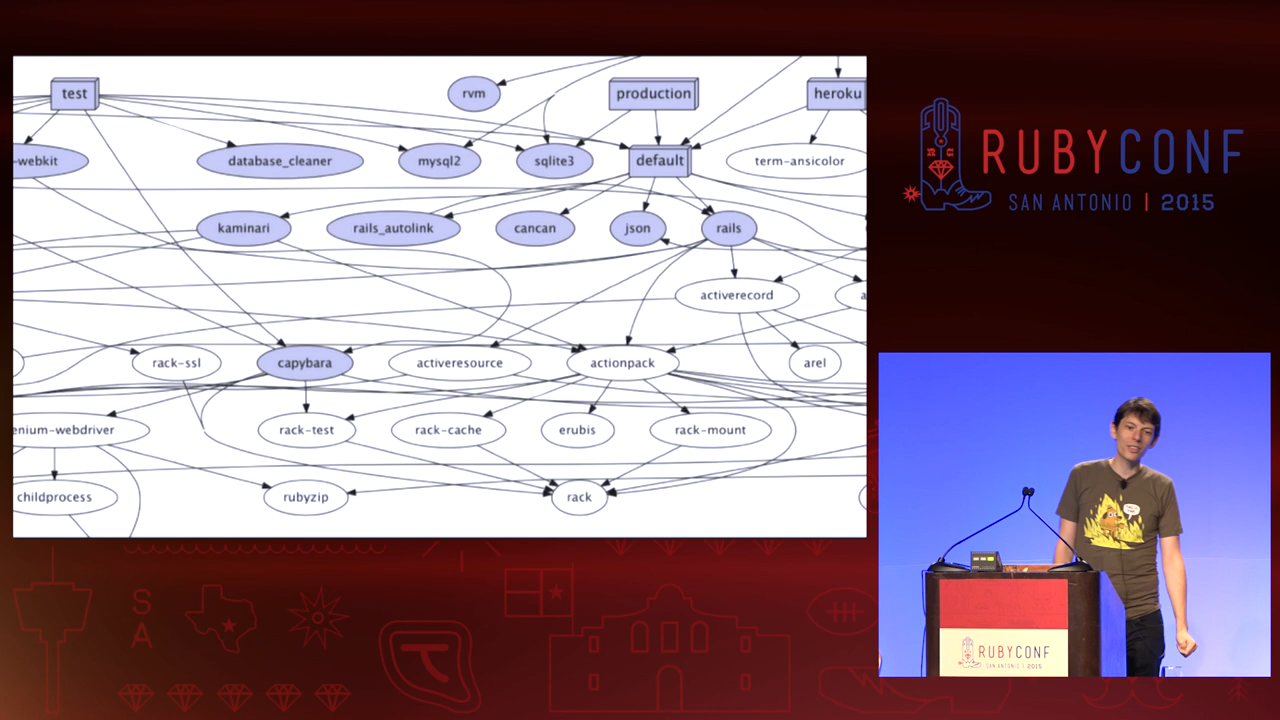 test
rvm
production
heroku
-webkit
database_cleaner
mysql2
sqlite3
default
term-ansicolor
kaminari
rails_autolink
cancan
json
rails
activerecord
a
rack-ssl
capybara
activeresource
actionpack
arel
enium-webdriver
rack-test
rack-cache
erubis
rack-mount
childprocess
rubyzip
rack
RUBYCONF
SAN ANTONIO | 2015
S
A
RUBYCONF
SAN ANTONIO | 2015